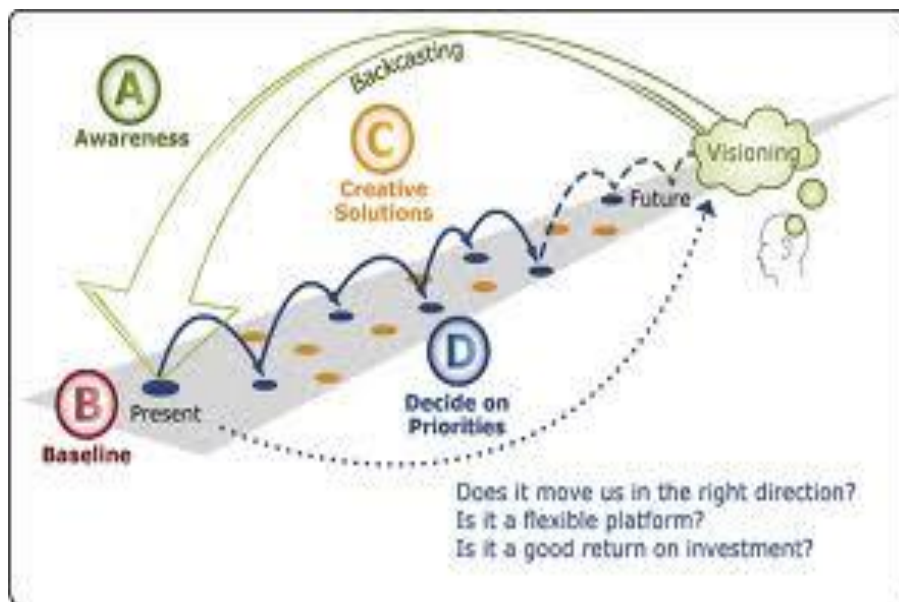 A
Awareness
Backcasting
C
Creative
Solutions
Visioning
Future
B
Baseline
Present
D
Decide on
Priorities
Does it move us in the right direction?
Is it a flexible platform?
Is it a good return on investment?